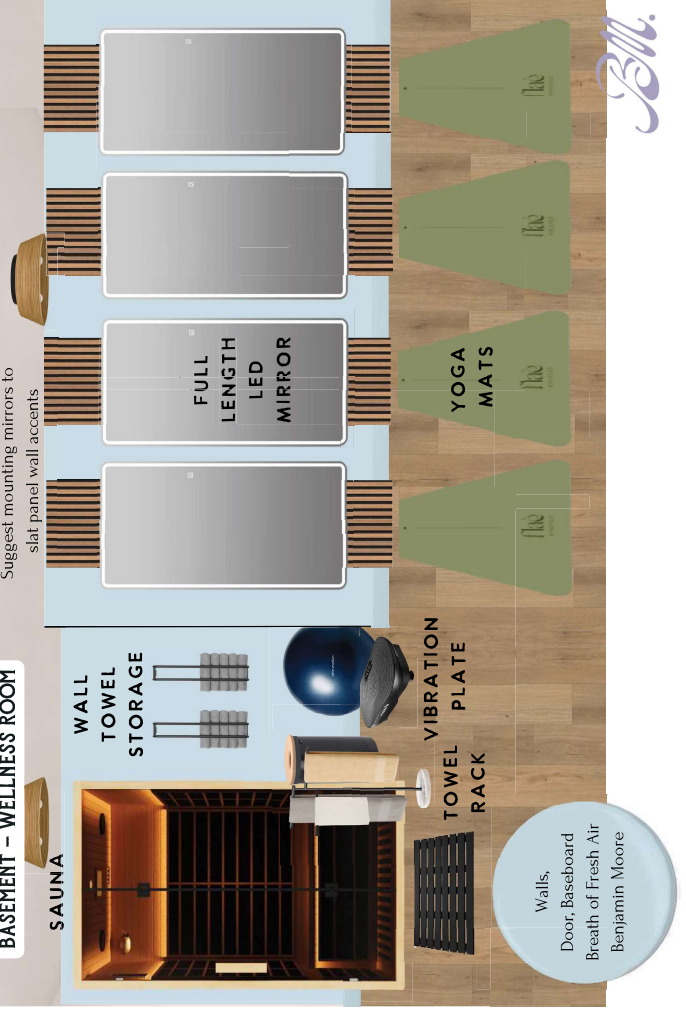 BASEMENT - WELLNESS ROOM
Suggest mounting mirrors to
slat panel wall accents
SAUNA
WALL
TOWEL
STORAGE
FULL
LENGTH
LED
MIRROR
TOWEL
RACK
VIBRATION
PLATE
YOGA
MATS
Walls,
Door, Baseboard
Breath of Fresh Air
Benjamin Moore
BM.